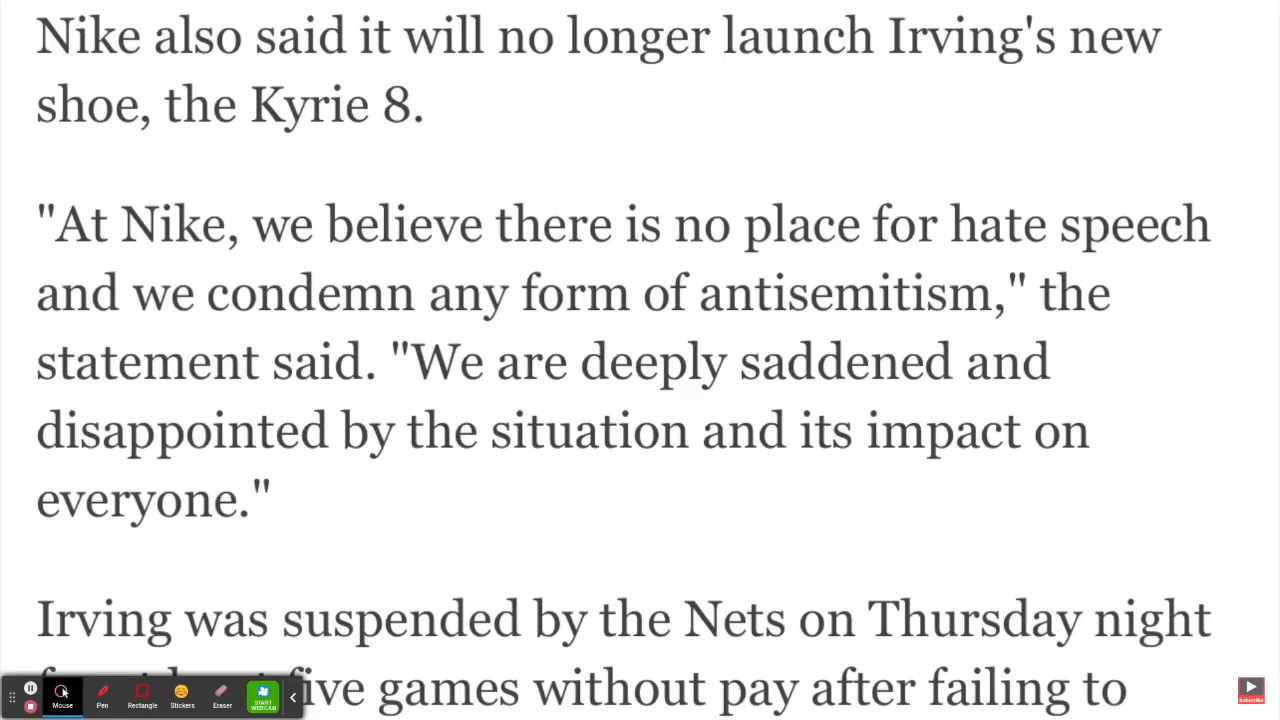 Nike also said it will no longer launch Irving's new
shoe, the Kyrie 8.
"At Nike, we believe there is no place for hate speech
and we condemn any form of antisemitism," the
statement said. "We are deeply saddened and
disappointed by the situation and its impact on
everyone."
Irving was suspended by the Nets on Thursday night
five games without pay after failing to
Mouse Pen Rectangle Stickers Eraser START WEBCAM
Subscribe